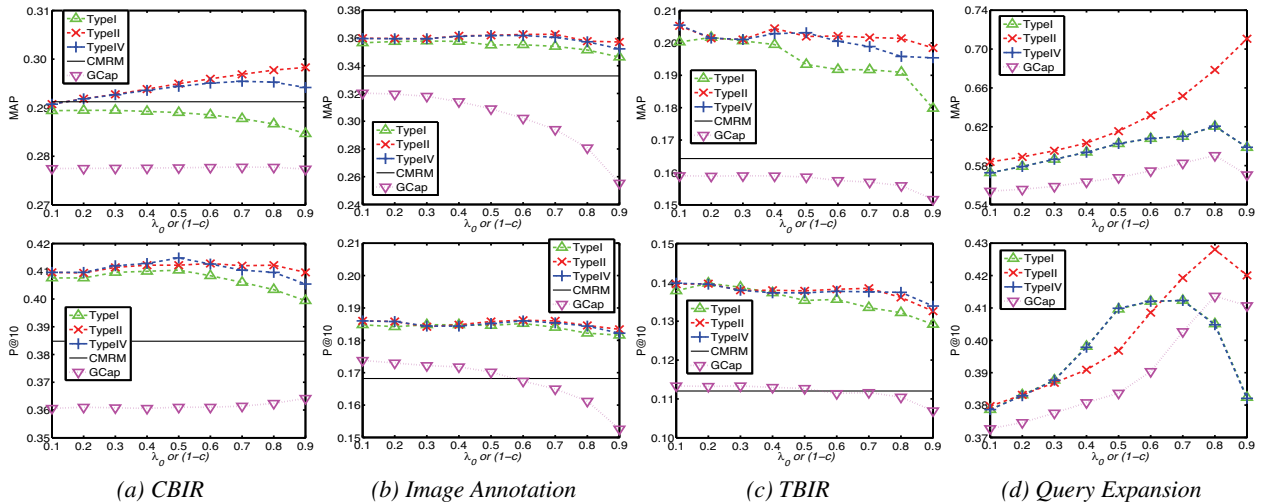 0.31
0.30
0.29
0.28
0.27
MAP
TypeI
TypeII
TypeIV
CMRM
GCap
0.1 0.2 0.3 0.4 0.5 0.6 0.7 0.8 0.9
λ0 or (1−c)
0.40
0.38
0.36
0.34
0.32
0.30
0.28
0.26
0.24
MAP
TypeI
TypeII
TypeIV
CMRM
GCap
0.1 0.2 0.3 0.4 0.5 0.6 0.7 0.8 0.9
λ0 or (1−c)
0.21
0.20
0.19
0.18
0.17
0.16
0.15
MAP
TypeI
TypeII
TypeIV
CMRM
GCap
0.1 0.2 0.3 0.4 0.5 0.6 0.7 0.8 0.9
λ0 or (1−c)
0.74
0.70
0.66
0.62
0.58
0.54
MAP
TypeI
TypeII
TypeIV
GCap
0.1 0.2 0.3 0.4 0.5 0.6 0.7 0.8 0.9
λ0 or (1−c)
0.42
0.41
0.40
0.39
0.38
0.37
0.36
0.35
P@10
TypeI
TypeII
TypeIV
CMRM
GCap
0.1 0.2 0.3 0.4 0.5 0.6 0.7 0.8 0.9
λ0 or (1−c)
(a) CBIR
0.21
0.20
0.19
0.18
0.17
0.16
0.15
P@10
TypeI
TypeII
TypeIV
CMRM
GCap
0.1 0.2 0.3 0.4 0.5 0.6 0.7 0.8 0.9
λ0 or (1−c)
(b) Image Annotation
0.15
0.14
0.13
0.12
0.11
0.10
P@10
TypeI
TypeII
TypeIV
CMRM
GCap
0.1 0.2 0.3 0.4 0.5 0.6 0.7 0.8 0.9
λ0 or (1−c)
(c) TBIR
0.43
0.42
0.41
0.40
0.39
0.38
0.37
P@10
TypeI
TypeII
TypeIV
GCap
0.1 0.2 0.3 0.4 0.5 0.6 0.7 0.8 0.9
λ0 or (1−c)
(d) Query Expansion